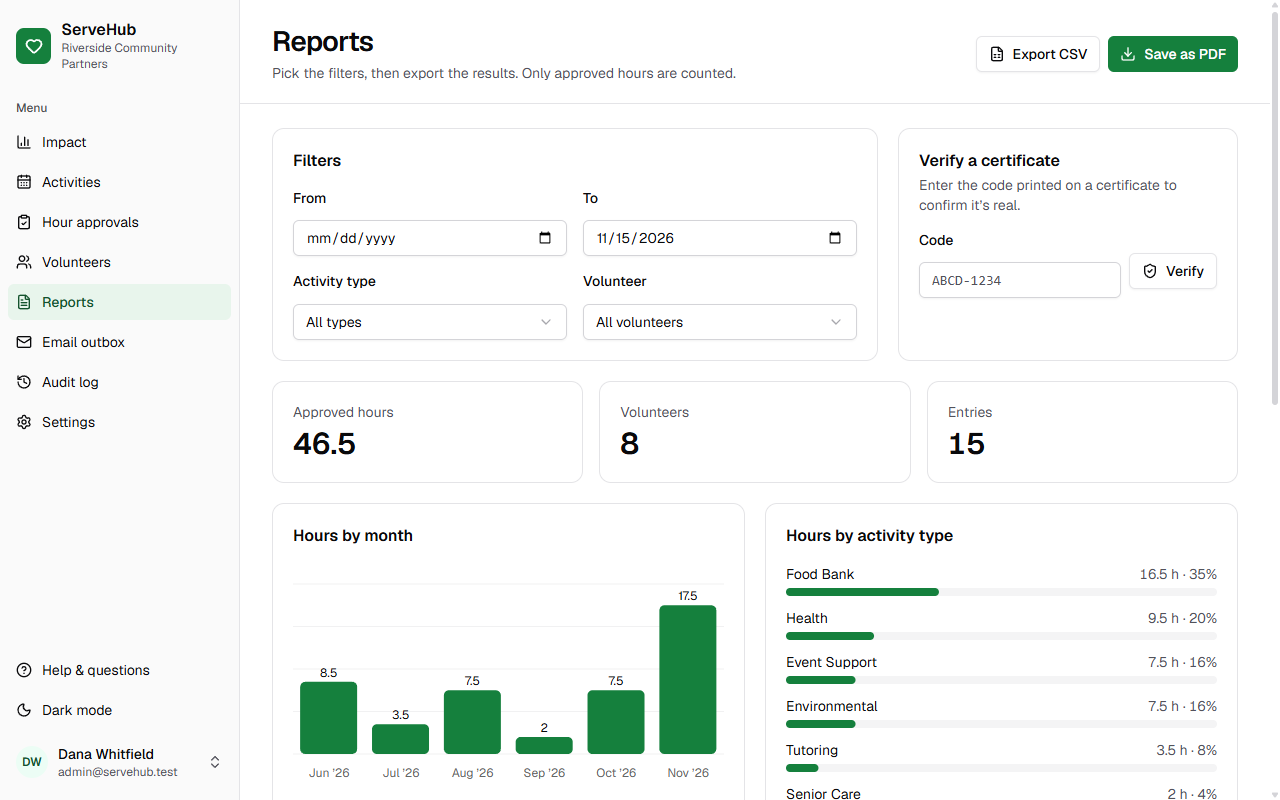 ServeHub
Riverside Community
Partners
Menu
Impact
Activities
Hour approvals
Volunteers
Reports
Email outbox
Audit log
Settings
Help & questions
Dark mode
DW
Dana Whitfield
admin@servehub.test
Reports
Pick the filters, then export the results. Only approved hours are counted.
Export CSV
Save as PDF
Filters
From
To
mm/dd/yyyy
11/15/2026
Activity type
Volunteer
All types
All volunteers
Verify a certificate
Enter the code printed on a certificate to
confirm it's real.
Code
ABCD-1234
Verify
Approved hours
46.5
Volunteers
8
Entries
15
Hours by month
8.5
3.5
7.5
2
7.5
17.5
Jun '26
Jul '26
Aug '26
Sep '26
Oct '26
Nov '26
Hours by activity type
Food Bank
16.5 h · 35%
Health
9.5 h · 20%
Event Support
7.5 h · 16%
Environmental
7.5 h · 16%
Tutoring
3.5 h · 8%
Senior Care
2 h · 4%